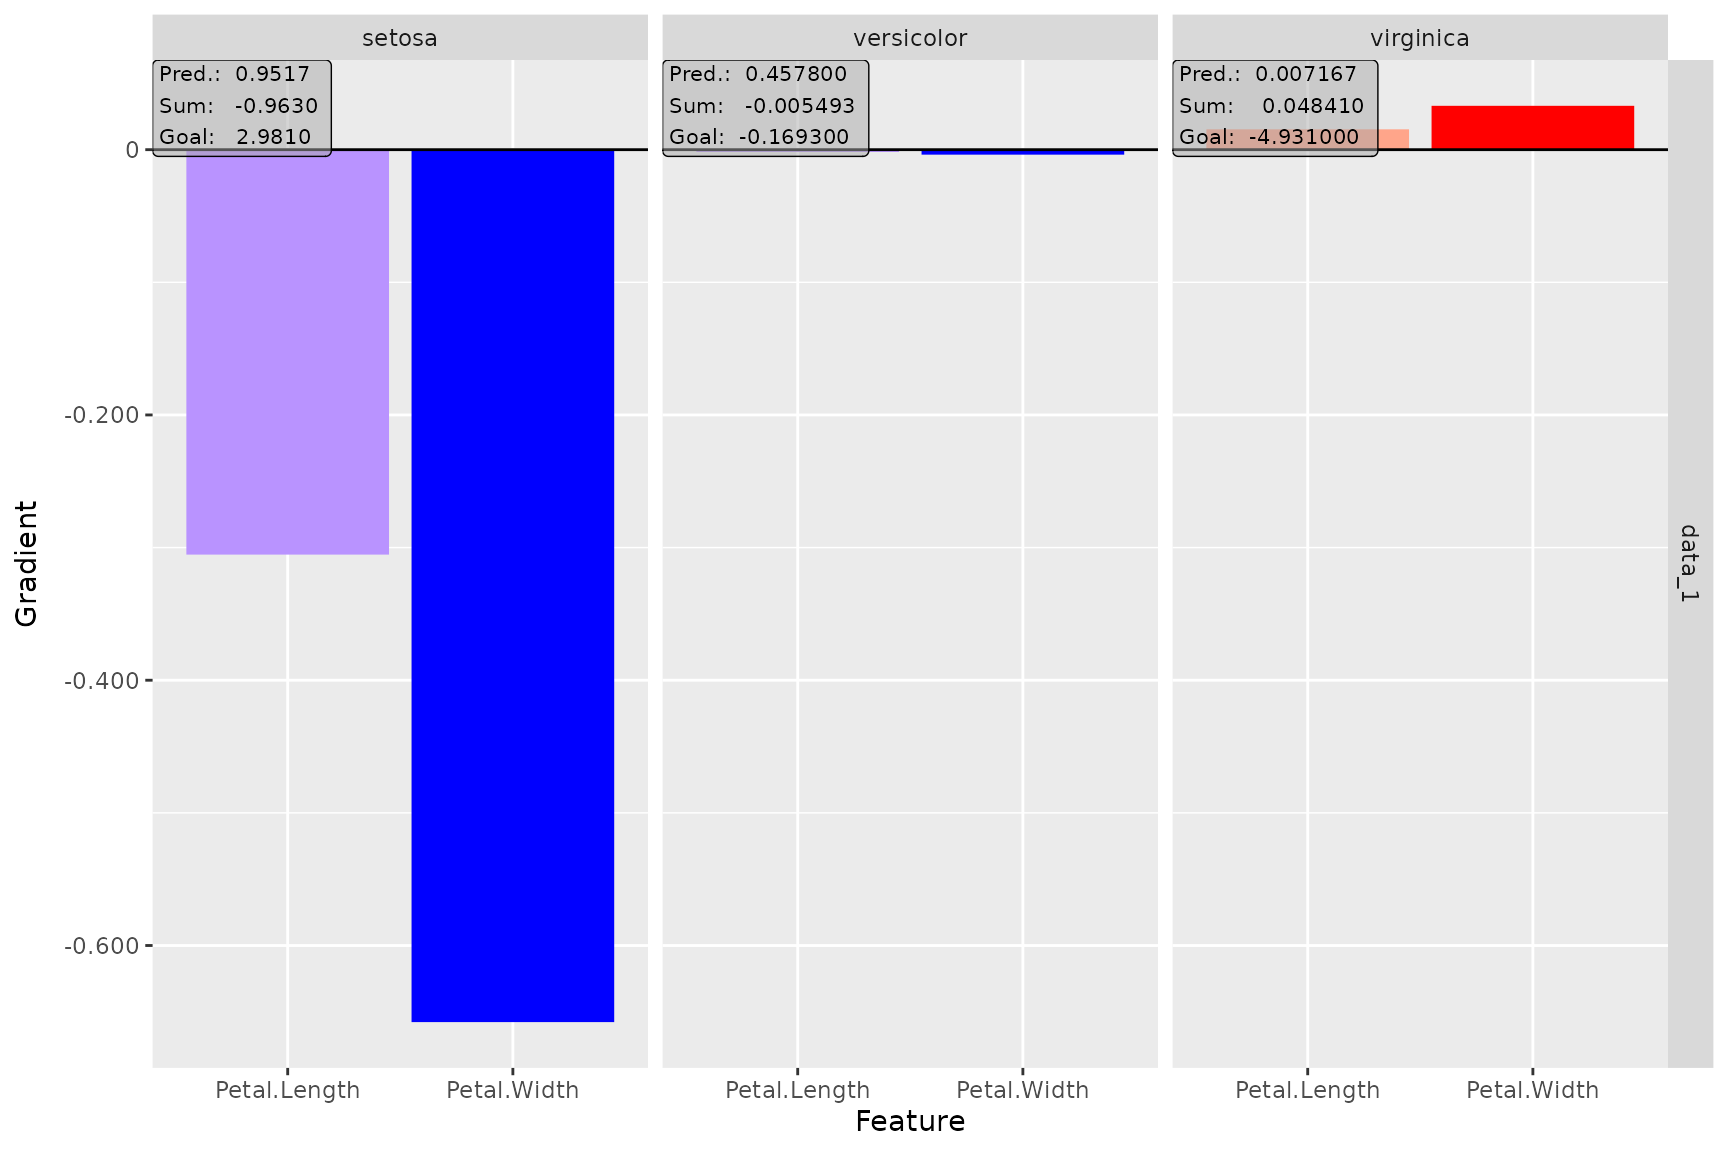 setosa
versicolor
virginica
Pred.: 0.9517
Sum: -0.9630
Goal: 2.9810
Pred.: 0.457800
Sum: -0.005493
Goal: -0.169300
Pred.: 0.007167
Sum: 0.048410
Goal: -4.931000
0
-0.200
-0.400
-0.600
Gradient
data_1
Petal.Length
Petal.Width
Petal.Length
Petal.Width
Petal.Length
Petal.Width
Feature